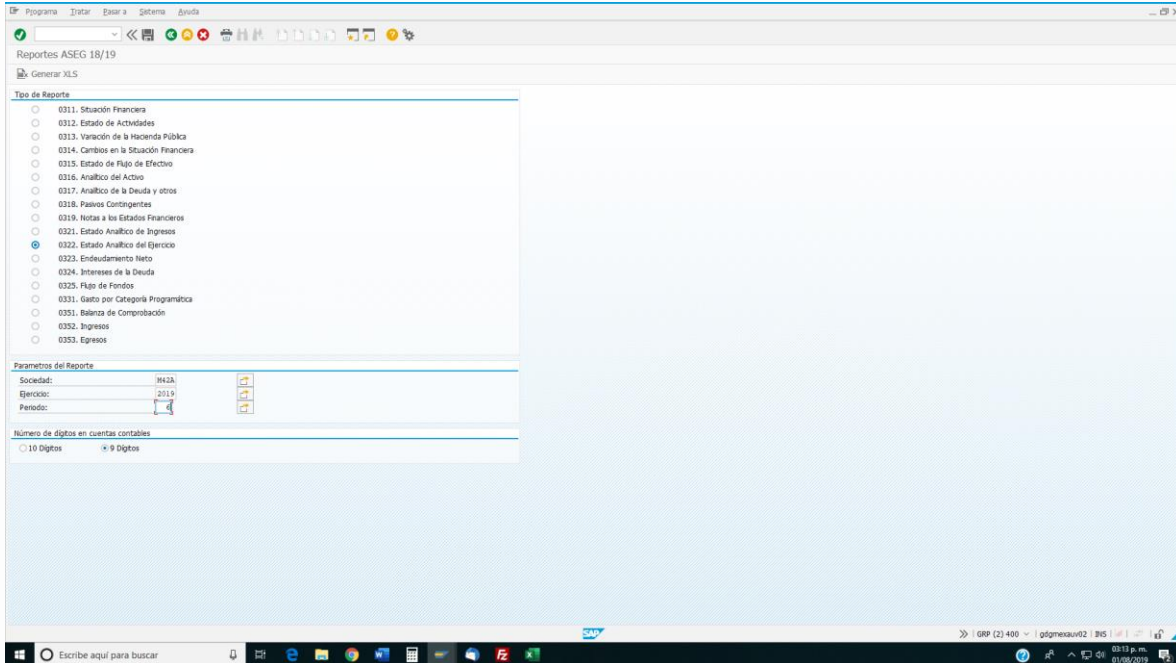 Programa Tratar Pasar a Sistema Ayuda
Reportes ASEG 18/19
Generar XLS
Tipo de Reporte
0311. Situación Financiera
0312. Estado de Actividades
0313. Variación de la Hacienda Pública
0314. Cambios en la Situación Financiera
0315. Estado de Flujo de Efectivo
0316. Analítico del Activo
0317. Analítico de la Deuda y otros
0318. Pasivos Contingentes
0319. Notas a los Estados Financieros
0321. Estado Analítico de Ingresos
0322. Estado Analítico del Ejercicio
0323. Endeudamiento Neto
0324. Intereses de la Deuda
0325. Flujo de Fondos
0331. Gasto por Categoría Programática
0351. Balanza de Comprobación
0352. Ingresos
0353. Egresos
Parametros del Reporte
Sociedad: M42A
Ejercicio: 2019
Periodo: 6
Número de dígitos en cuentas contables
10 Dígitos 9 Dígitos
SAP
GRP (2) 400 gdgmexauv02 INS
Escribe aquí para buscar
03:13 p. m.
01/08/2019